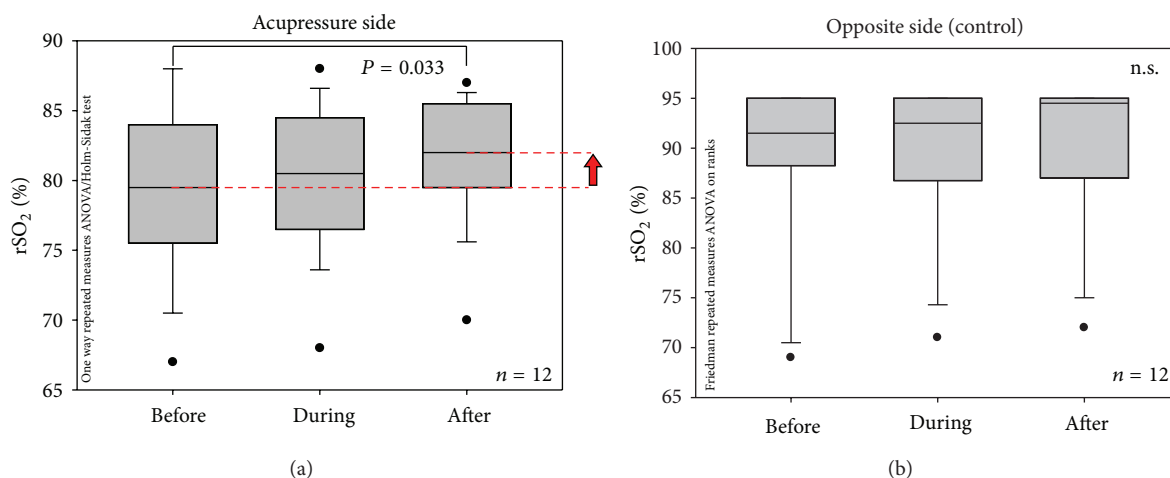 Acupressure side
90
85
80
75
70
65
rSO2 (%)
One way repeated measures ANOVA/Holm-Sidak test
P = 0.033
n = 12
Before
During
After
(a)
Opposite side (control)
100
95
90
85
80
75
70
65
rSO2 (%)
Friedman repeated measures ANOVA on ranks
n.s.
n = 12
Before
During
After
(b)